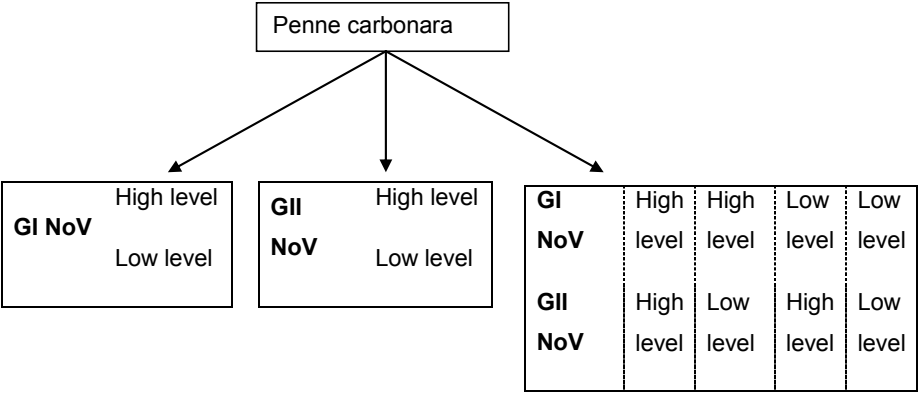 Penne carbonara
GI NoV
High level
Low level
GII
NoV
High level
Low level
GI High High Low Low
NoV level level level level
GII High Low High Low
NoV level level level level